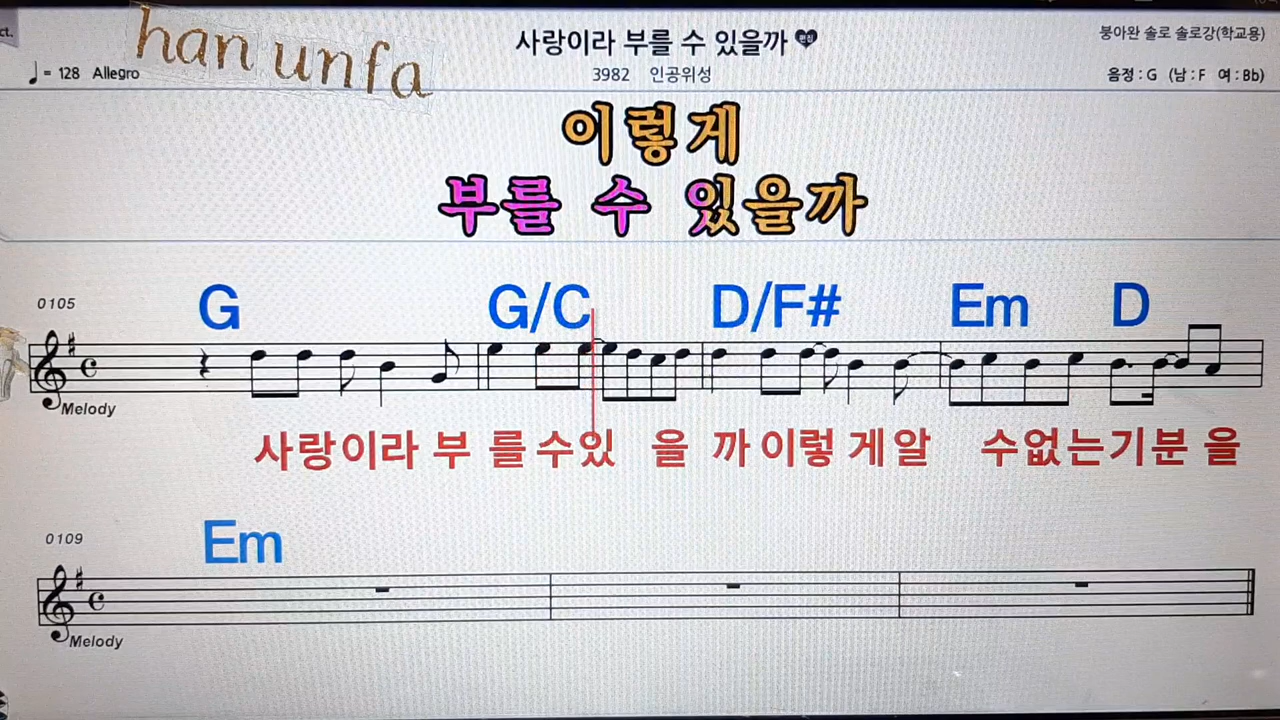 ct.
han unfa
사랑이라 부를 수 있을까
편집
붕아완 솔로 솔로강(학교용)
♩= 128 Allegro
3982 인공위성
음정 : G (남 : F 여 : Bb)
이렇게
부를 수 있을까
0105
G G/C D/F# Em D
Melody
사랑이라 부 를 수있 을 까 이렇 게 알 수없는기분 을
0109
Em
Melody